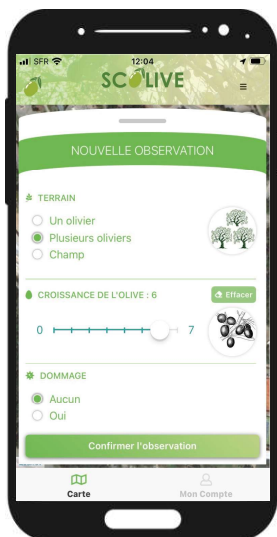 SFR 12:04
SCOLIVE
NOUVELLE OBSERVATION
TERRAIN
Un olivier
Plusieurs oliviers
Champ
CROISSANCE DE L'OLIVE : 6 Effacer
0 7
DOMMAGE
Aucun
Oui
Confirmer l'observation
Carte Mon Compte